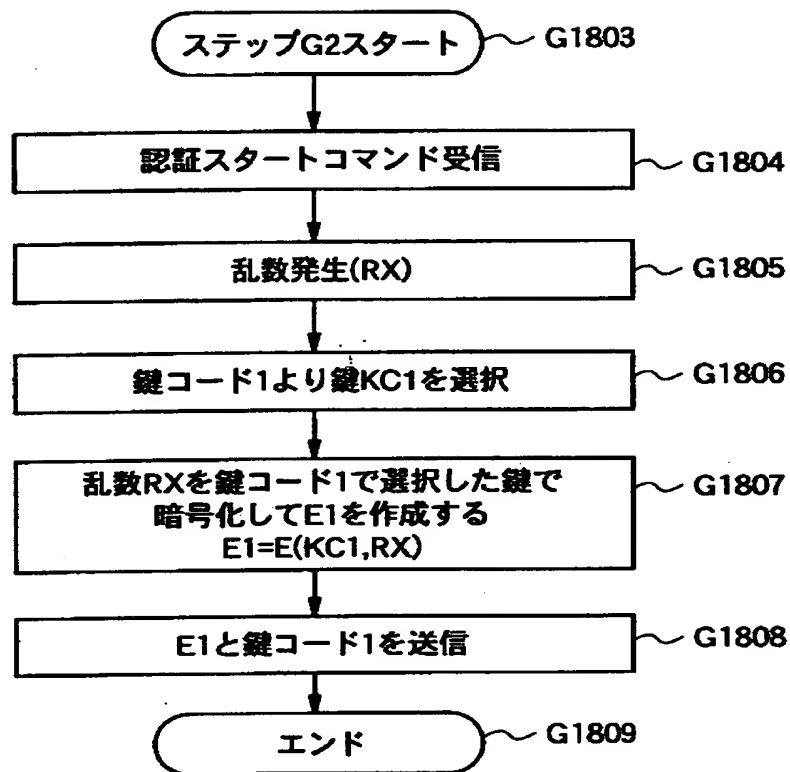 ステップG2スタート
G1803
認証スタートコマンド受信
G1804
乱数発生(RX)
G1805
鍵コード1より鍵KC1を選択
G1806
乱数RXを鍵コード1で選択した鍵で
暗号化してE1を作成する
E1=E(KC1,RX)
G1807
E1と鍵コード1を送信
G1808
エンド
G1809